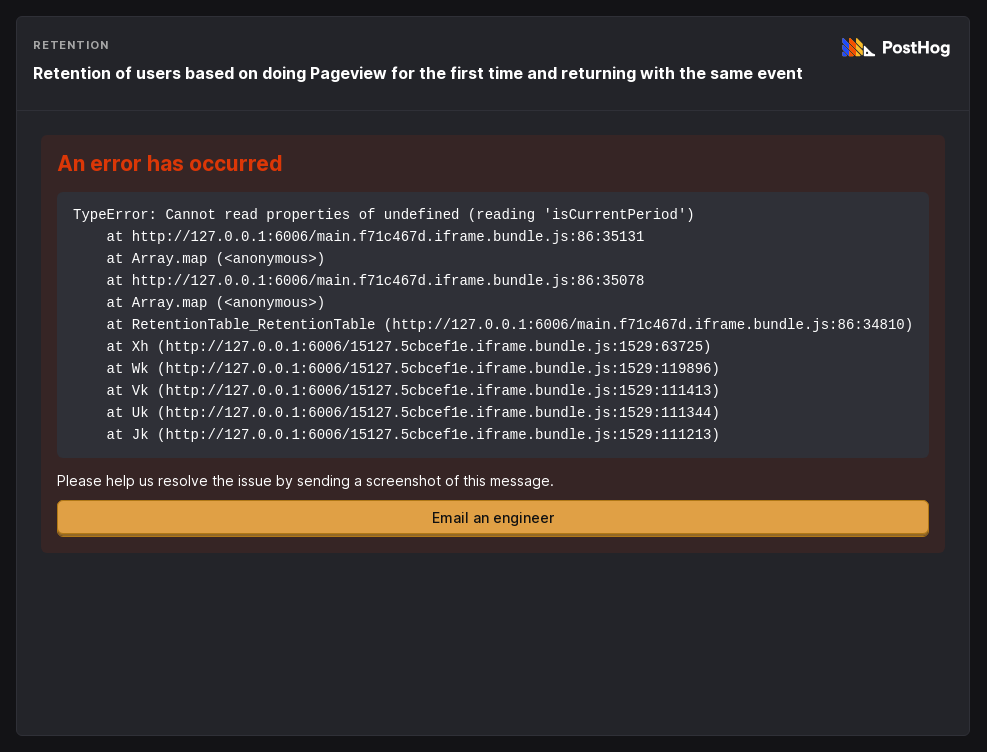 RETENTION
PostHog
Retention of users based on doing Pageview for the first time and returning with the same event
An error has occurred
TypeError: Cannot read properties of undefined (reading 'isCurrentPeriod')
at http://127.0.0.1:6006/main.f71c467d.iframe.bundle.js:86:35131
at Array.map (<anonymous>)
at http://127.0.0.1:6006/main.f71c467d.iframe.bundle.js:86:35078
at Array.map (<anonymous>)
at RetentionTable_RetentionTable (http://127.0.0.1:6006/main.f71c467d.iframe.bundle.js:86:34810)
at Xh (http://127.0.0.1:6006/15127.5cbcef1e.iframe.bundle.js:1529:63725)
at Wk (http://127.0.0.1:6006/15127.5cbcef1e.iframe.bundle.js:1529:119896)
at Vk (http://127.0.0.1:6006/15127.5cbcef1e.iframe.bundle.js:1529:111413)
at Uk (http://127.0.0.1:6006/15127.5cbcef1e.iframe.bundle.js:1529:111344)
at Jk (http://127.0.0.1:6006/15127.5cbcef1e.iframe.bundle.js:1529:111213)
Please help us resolve the issue by sending a screenshot of this message.
Email an engineer